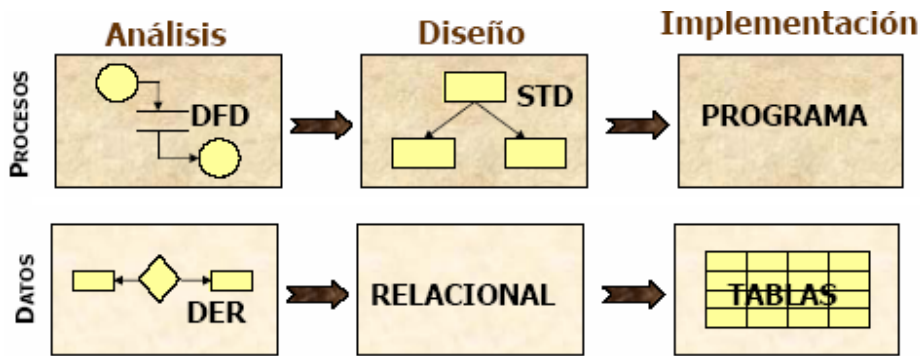 Análisis
Diseño
Implementación
PROCESOS
DFD
STD
PROGRAMA
DATOS
DER
RELACIONAL
TABLAS